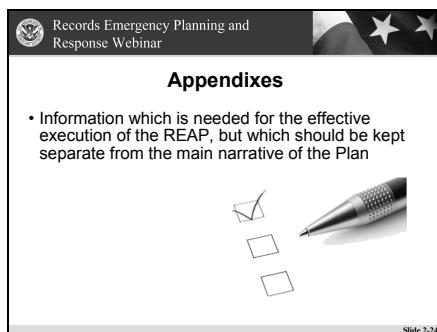 Records Emergency Planning and
Response Webinar
Appendixes
• Information which is needed for the effective
execution of the REAP, but which should be kept
separate from the main narrative of the Plan
Slide 2-24